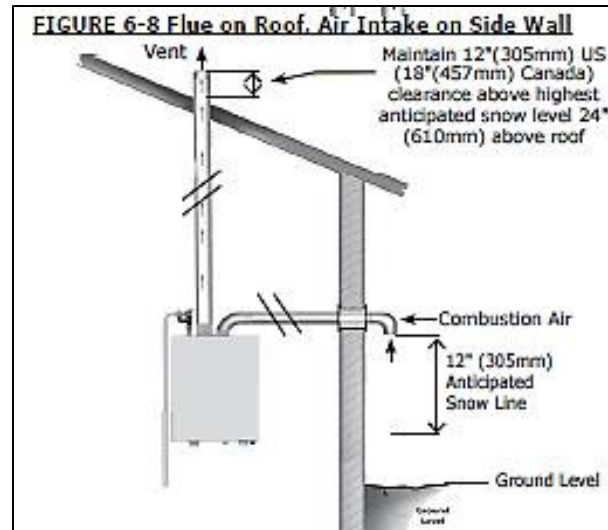 FIGURE 6-8 Flue on Roof. Air Intake on Side Wall
Vent
Maintain 12"(305mm) US
(18"(457mm) Canada)
clearance above highest
anticipated snow level 24"
(610mm) above roof
Combustion Air
12" (305mm)
Anticipated
Snow Line
Ground Level
Ground
Level